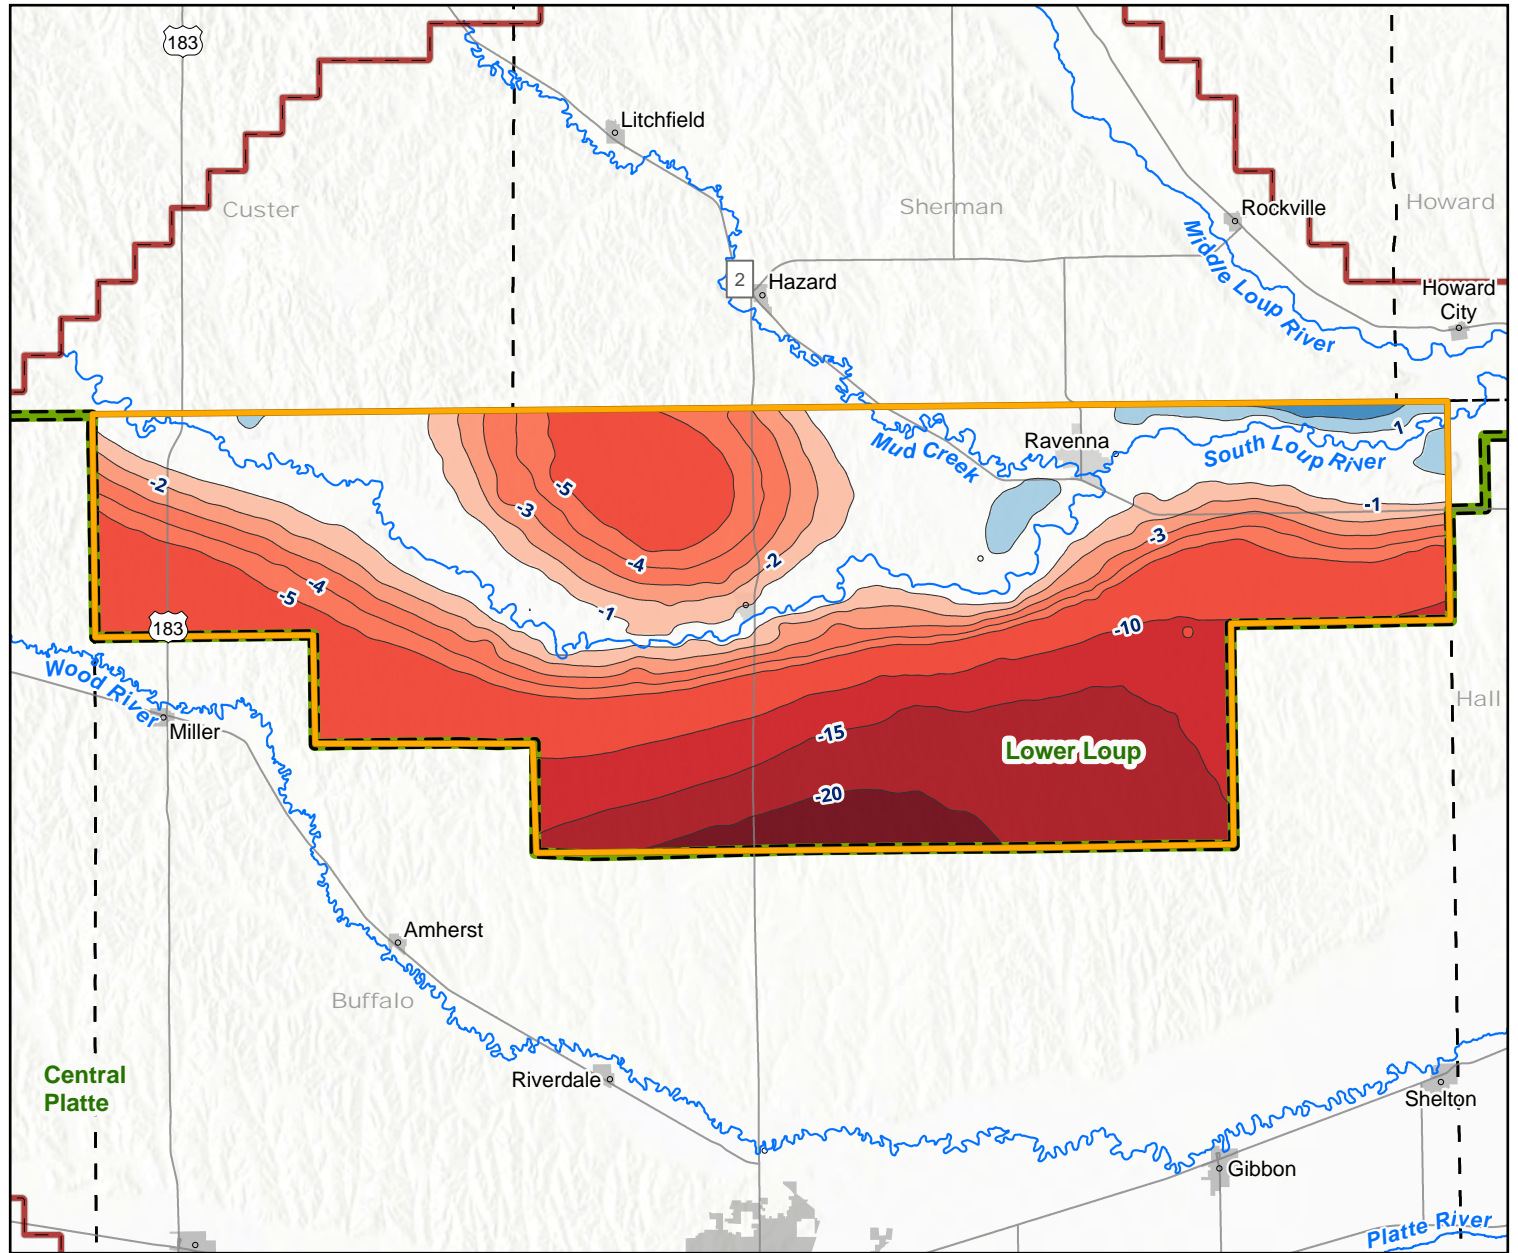 183
Litchfield
Custer
Sherman
Howard
Rockville
Middle Loup River
2
Hazard
Howard
City
1
Ravenna
Mud Creek
South Loup River
-2
-5
-3
-1
-3
-4
-2
-4
-5
-1
183
-10
Wood River
Miller
Hall
-15
Lower Loup
-20
Amherst
Buffalo
Central
Platte
Riverdale
Shelton
Gibbon
Platte River